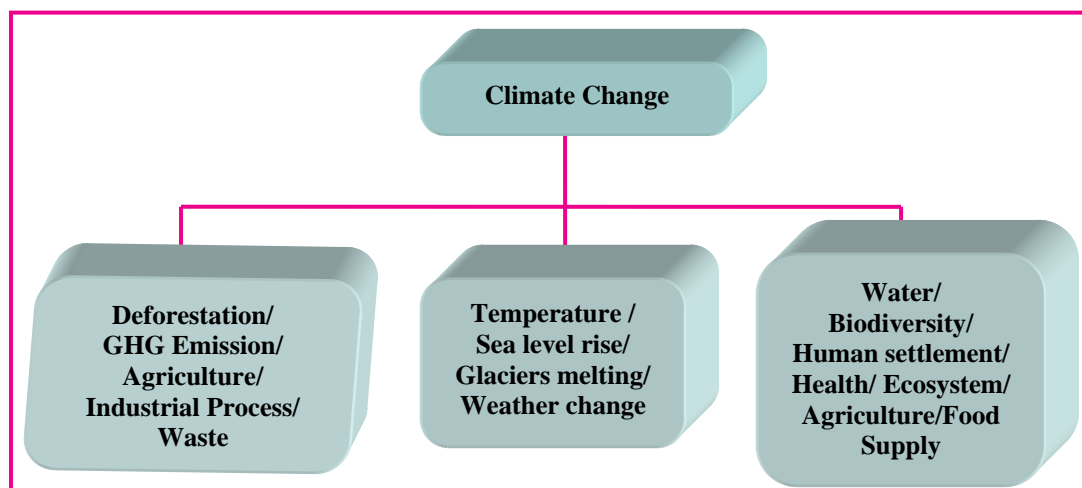 Climate Change
Deforestation/
GHG Emission/
Agriculture/
Industrial Process/
Waste
Temperature /
Sea level rise/
Glaciers melting/
Weather change
Water/
Biodiversity/
Human settlement/
Health/ Ecosystem/
Agriculture/Food
Supply